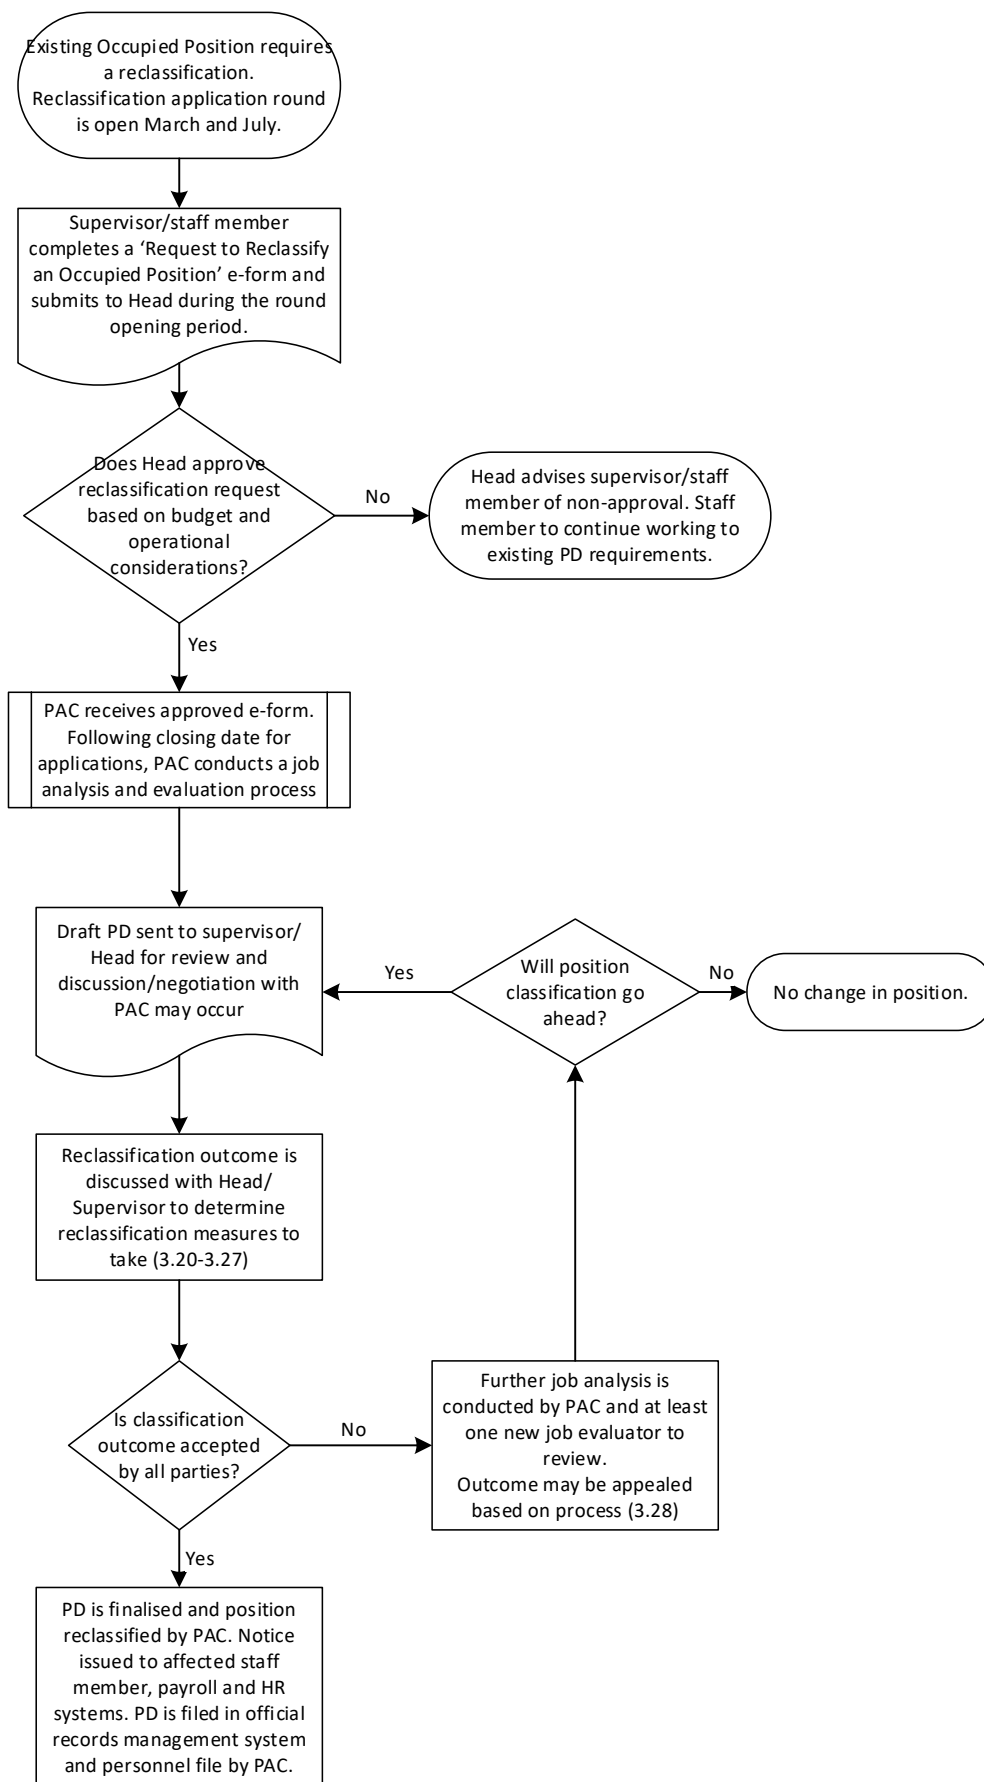 Existing Occupied Position requires
a reclassification.
Reclassification application round
is open March and July.
Supervisor/staff member
completes a ‘Request to Reclassify
an Occupied Position’ e-form and
submits to Head during the round
opening period.
Does Head approve
reclassification request
based on budget and
operational
considerations?
No
Head advises supervisor/staff
member of non-approval. Staff
member to continue working to
existing PD requirements.
Yes
PAC receives approved e-form.
Following closing date for
applications, PAC conducts a job
analysis and evaluation process
Draft PD sent to supervisor/
Head for review and
discussion/negotiation with
PAC may occur
Yes
Will position
classification go
ahead?
No
No change in position.
Reclassification outcome is
discussed with Head/
Supervisor to determine
reclassification measures to
take (3.20-3.27)
Is classification
outcome accepted
by all parties?
No
Further job analysis is
conducted by PAC and at least
one new job evaluator to
review.
Outcome may be appealed
based on process (3.28)
Yes
PD is finalised and position
reclassified by PAC. Notice
issued to affected staff
member, payroll and HR
systems. PD is filed in official
records management system
and personnel file by PAC.